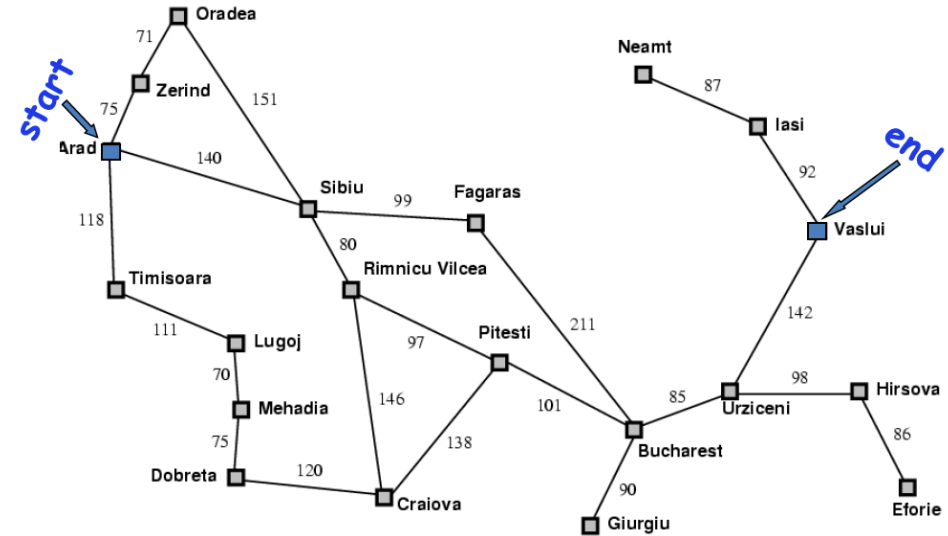 Oradea
71
Neamt
Zerind
87
start
75
151
Iasi
end
Arad
140
92
Sibiu
Fagaras
99
118
Vaslui
80
Rimnicu Vilcea
Timisoara
142
111
Lugoj
97
Pitesti
211
70
98
Hirsova
146
101
85
Urziceni
Mehadia
75
138
Bucharest
86
Dobreta
120
Craiova
90
Giurgiu
Eforie